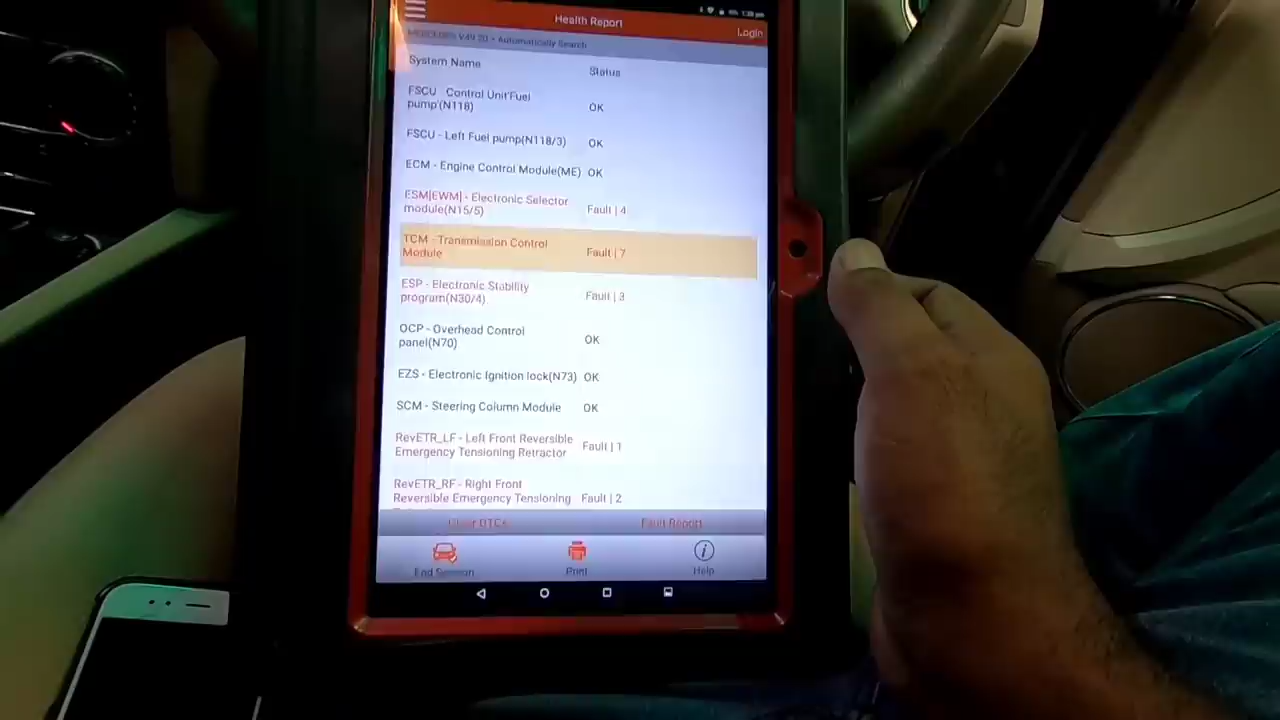 Health Report
Login
V49.20 > Automatically Search
System Name
Status
FSCU - Control Unit'Fuel
pump'(N118)
OK
FSCU - Left Fuel pump(N118/3)
OK
ECM - Engine Control Module(ME)
OK
ESM[EWM] - Electronic Selector
module(N15/5)
Fault | 4
TCM - Transmission Control
Module
Fault | 7
ESP - Electronic Stability
program(N30/4)
Fault | 3
OCP - Overhead Control
panel(N70)
OK
EZS - Electronic Ignition lock(N73)
OK
SCM - Steering Column Module
OK
RevETR_LF - Left Front Reversible
Emergency Tensioning Retractor
Fault | 1
RevETR_RF - Right Front
Reversible Emergency Tensioning
Fault | 2
Clear DTCs
Fault Report
End Session
Print
Help